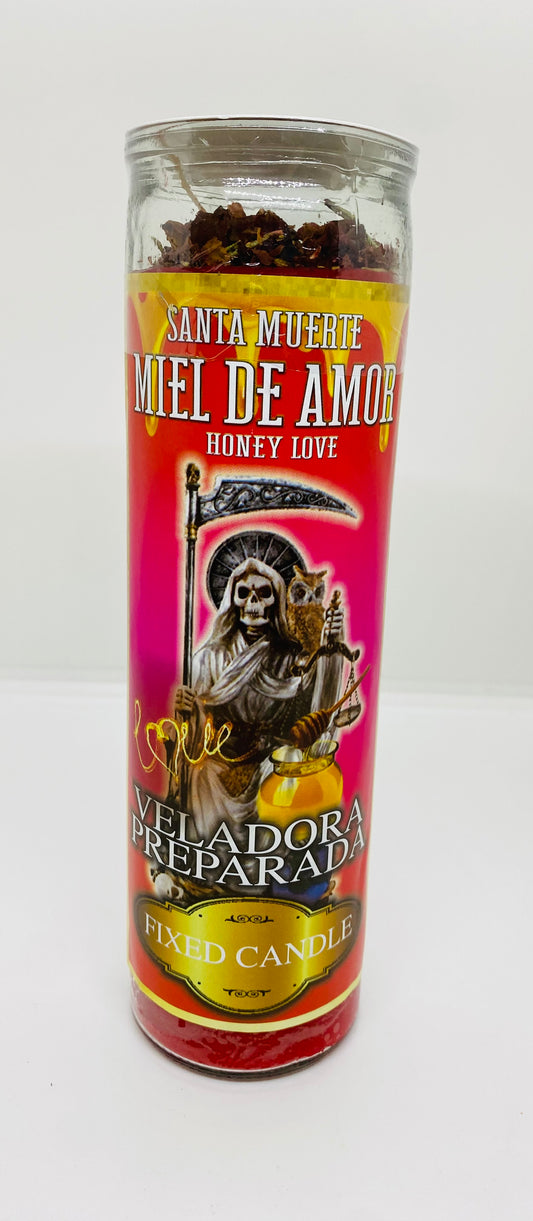 SANTA MUERTE
MIEL DE AMOR
HONEY LOVE
love
VELADORA
PREPARADA
FIXED CANDLE